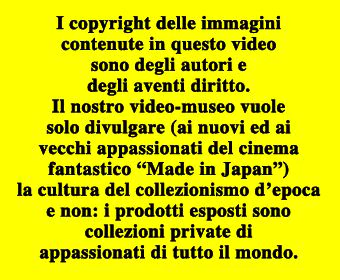 I copyright delle immagini
contenute in questo video
sono degli autori e
degli aventi diritto.
Il nostro video-museo vuole
solo divulgare (ai nuovi ed ai
vecchi appassionati del cinema
fantastico “Made in Japan”)
la cultura del collezionismo d’epoca
e non: i prodotti esposti sono
collezioni private di
appassionati di tutto il mondo.